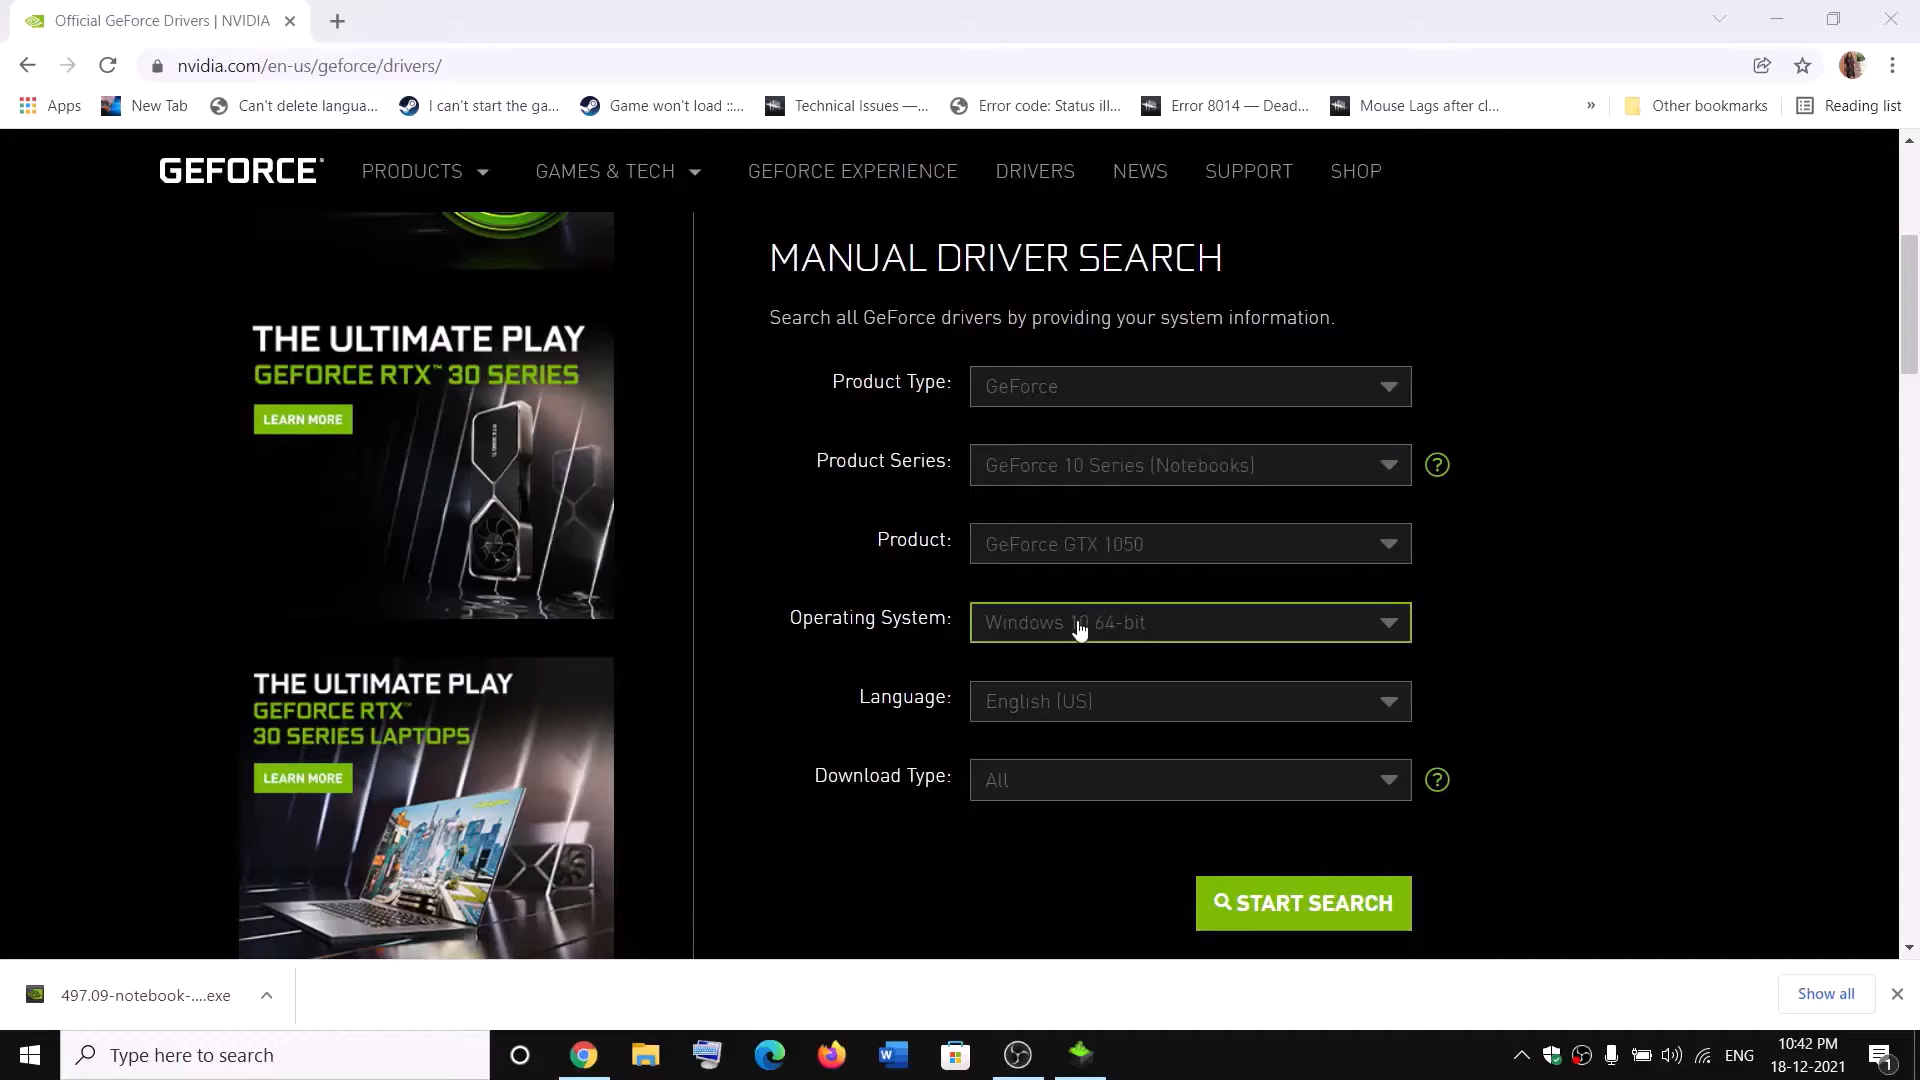 Official GeForce Drivers | NVIDIA
nvidia.com/en-us/geforce/drivers/
Apps
New Tab
Can't delete langua...
I can't start the ga...
Game won't load ::...
Technical Issues —...
Error code: Status ill...
Error 8014 — Dead...
Mouse Lags after cl...
»
Other bookmarks
Reading list
GEFORCE
PRODUCTS
GAMES & TECH
GEFORCE EXPERIENCE
DRIVERS
NEWS
SUPPORT
SHOP
THE ULTIMATE PLAY
GEFORCE RTX™ 30 SERIES
LEARN MORE
THE ULTIMATE PLAY
GEFORCE RTX™
30 SERIES LAPTOPS
LEARN MORE
MANUAL DRIVER SEARCH
Search all GeForce drivers by providing your system information.
Product Type: GeForce
Product Series: GeForce 10 Series (Notebooks) ?
Product: GeForce GTX 1050
Operating System: Windows 10 64-bit
Language: English (US)
Download Type: All ?
START SEARCH
497.09-notebook-....exe
Show all
Type here to search
ENG
10:42 PM
18-12-2021
1